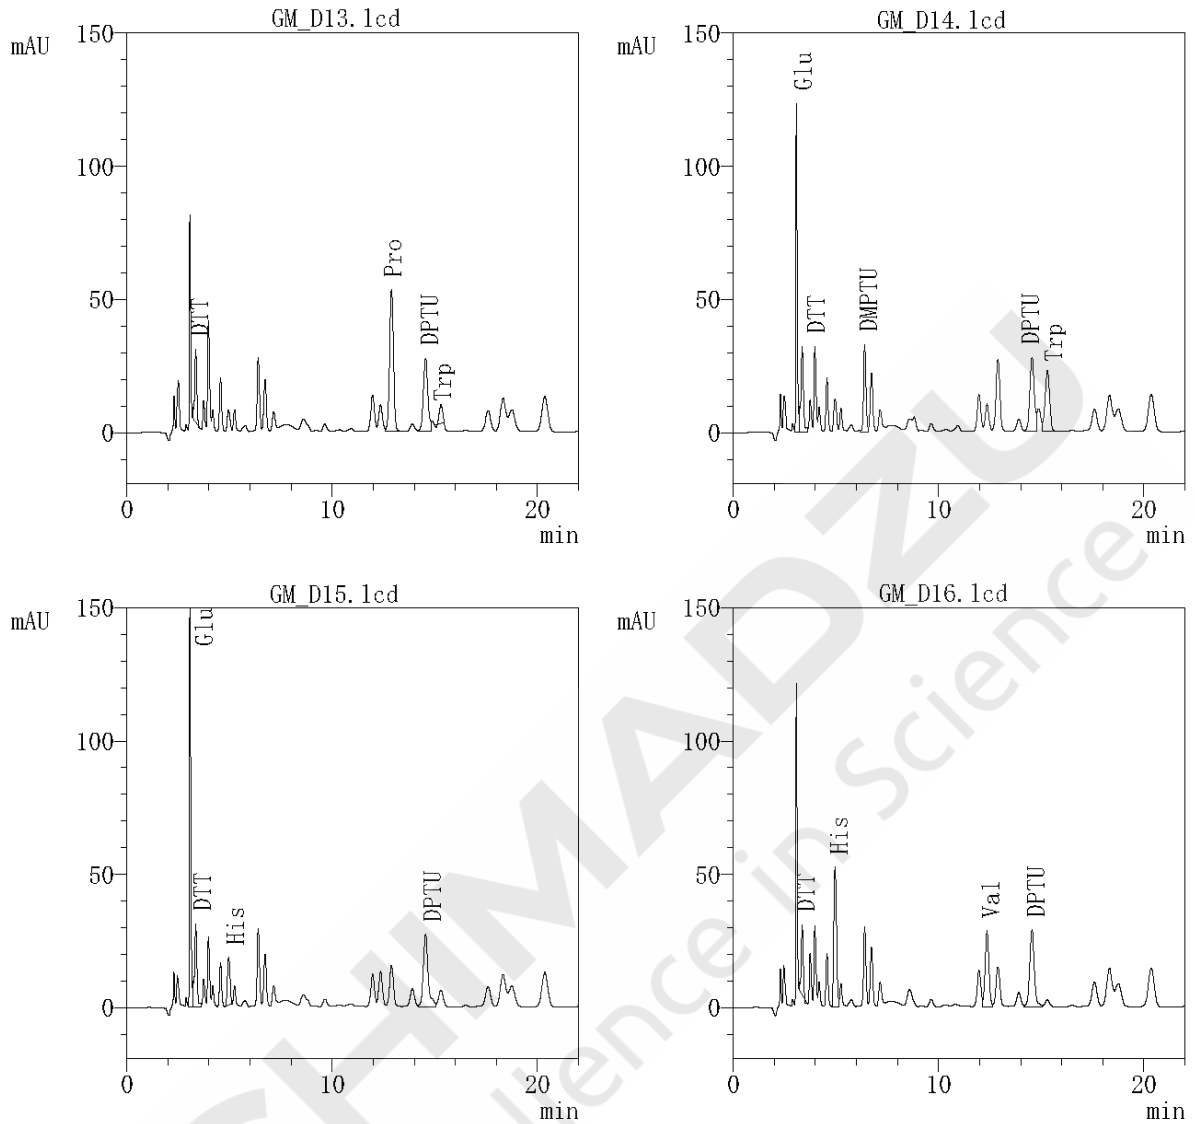 GM_D13.lcd
mAU
150
100
50
0
DTT
Pro
DPTU
Trp
0
10
20
min
GM_D14.lcd
mAU
150
100
50
0
Glu
DTT
DMPTU
DPTU
Trp
0
10
20
min
GM_D15.lcd
mAU
150
100
50
0
Glu
DTT
His
DPTU
0
10
20
min
GM_D16.lcd
mAU
150
100
50
0
DTT
His
Val
DPTU
0
10
20
min
SHIMADZU
llence in Science